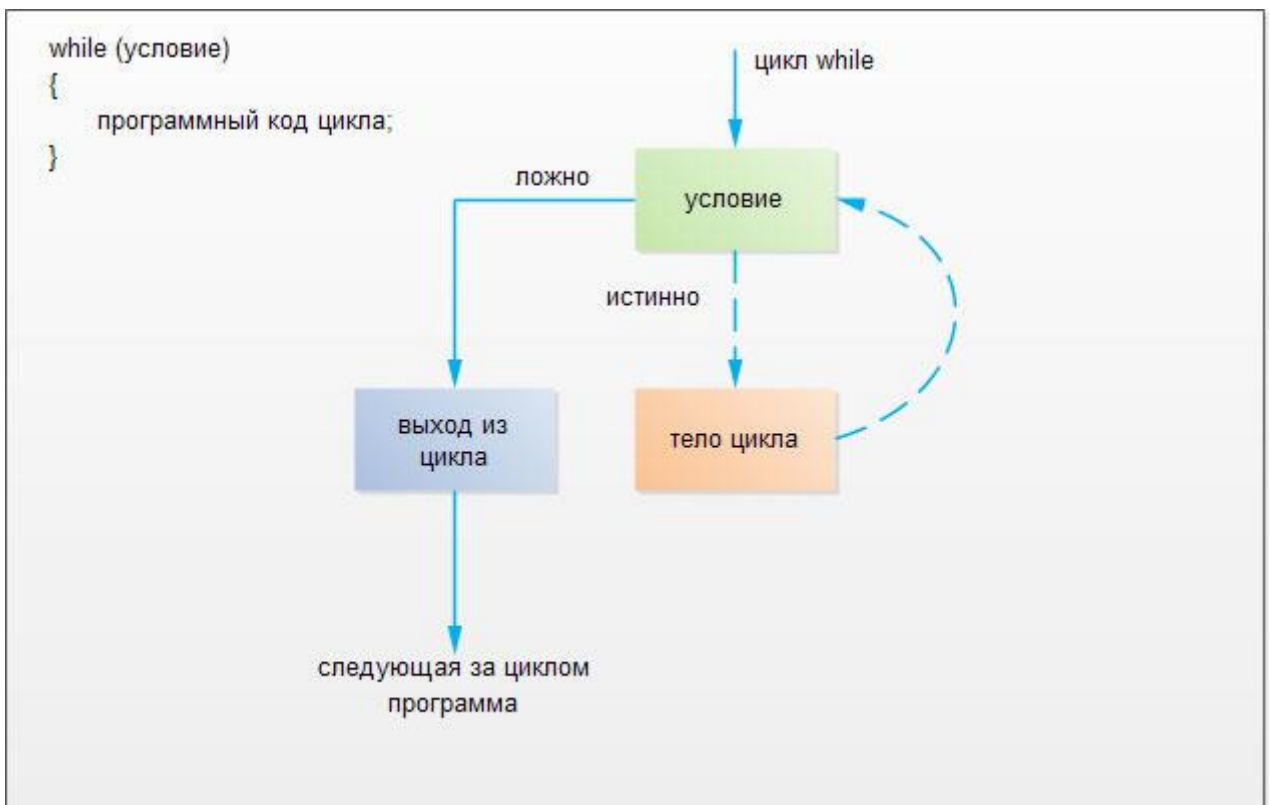 while (условие)
{
программный код цикла;
}
цикл while
ложно
условие
истинно
выход из
цикла
тело цикла
следующая за циклом
программа